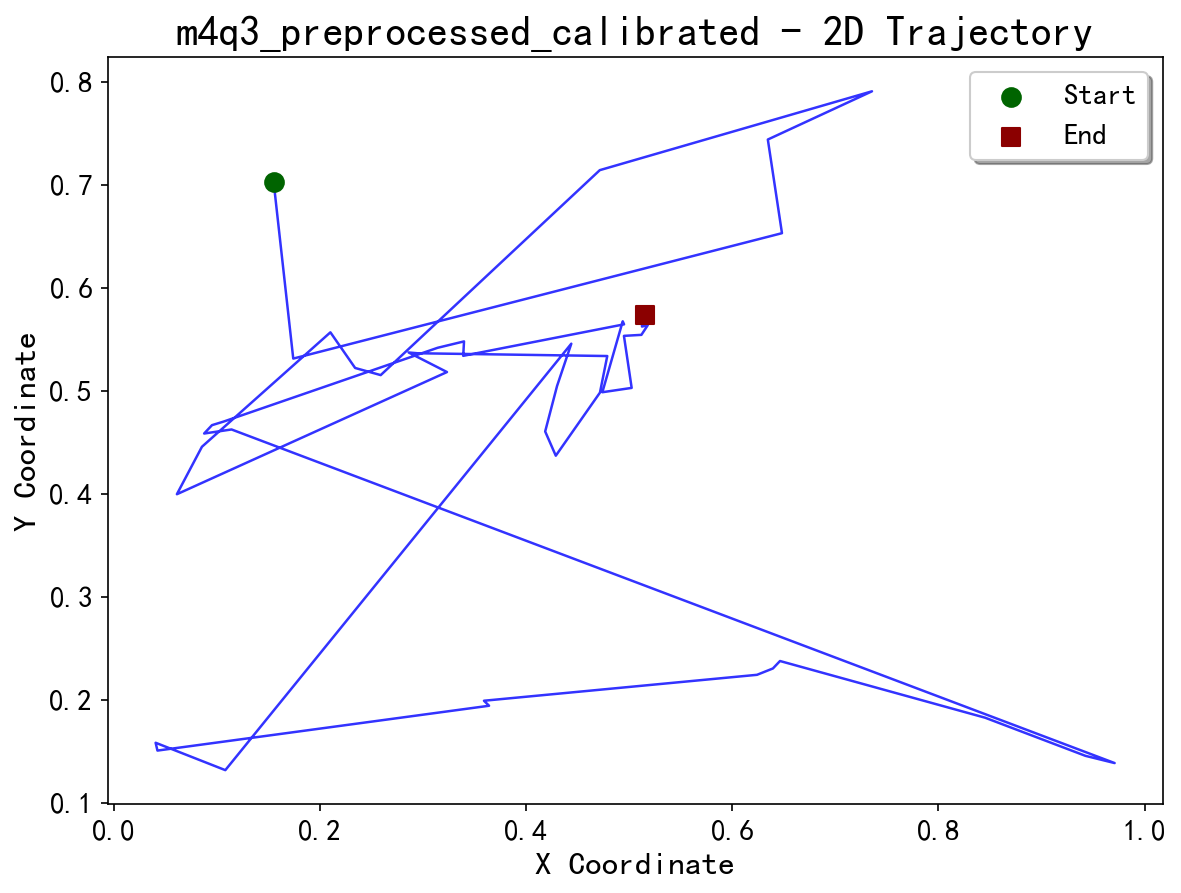 m4q3_preprocessed_calibrated - 2D Trajectory
Start
End
Y Coordinate
0.8
0.7
0.6
0.5
0.4
0.3
0.2
0.1
0.0 0.2 0.4 0.6 0.8 1.0
X Coordinate